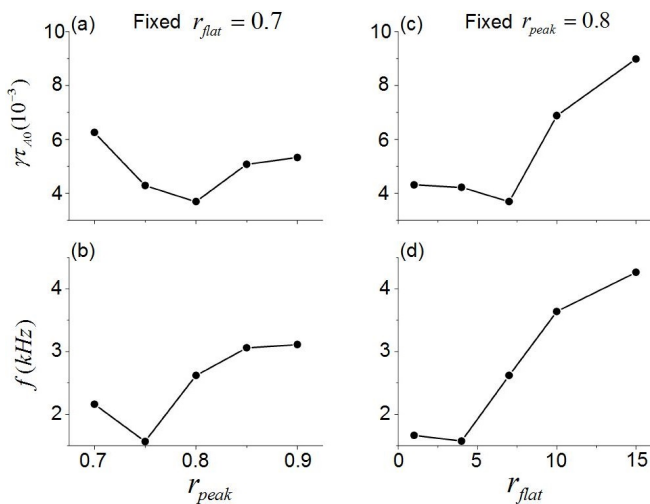 (a) Fixed r_flat = 0.7
(c) Fixed r_peak = 0.8
γτ_A0 (10⁻³)
10
8
6
4
10
8
6
4
(b)
(d)
f (kHz)
4
3
2
4
3
2
0.7 0.8 0.9
0 5 10 15
r_peak
r_flat